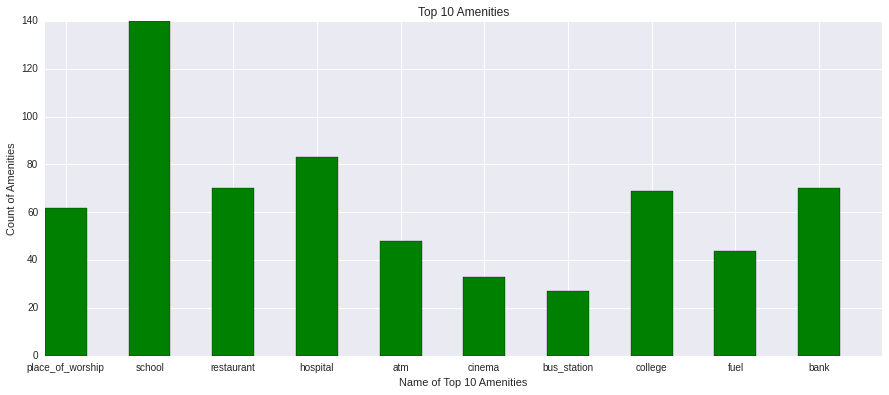 Top 10 Amenities
Count of Amenities
140
120
100
80
60
40
20
0
place_of_worship school restaurant hospital atm cinema bus_station college fuel bank
Name of Top 10 Amenities